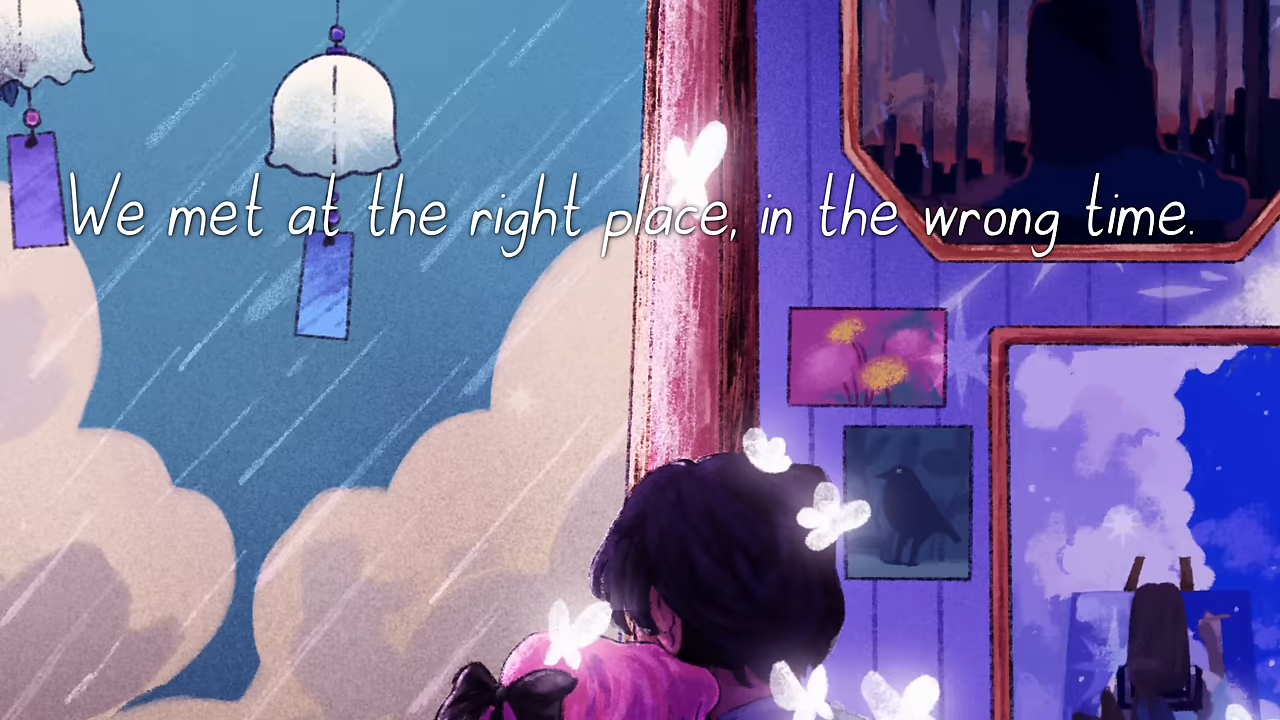 We met at the right place, in the wrong time.